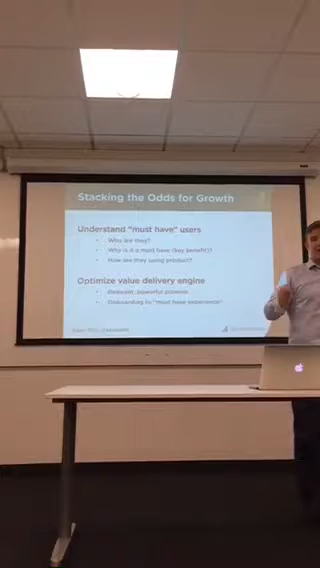 Stacking the Odds for Growth
Understand "must have" users
• Who are they?
• Why is it a must have (key benefit)?
• How are they using product?
Optimize value delivery engine
• Relevant, powerful promise
• Onboarding to "must have experience"